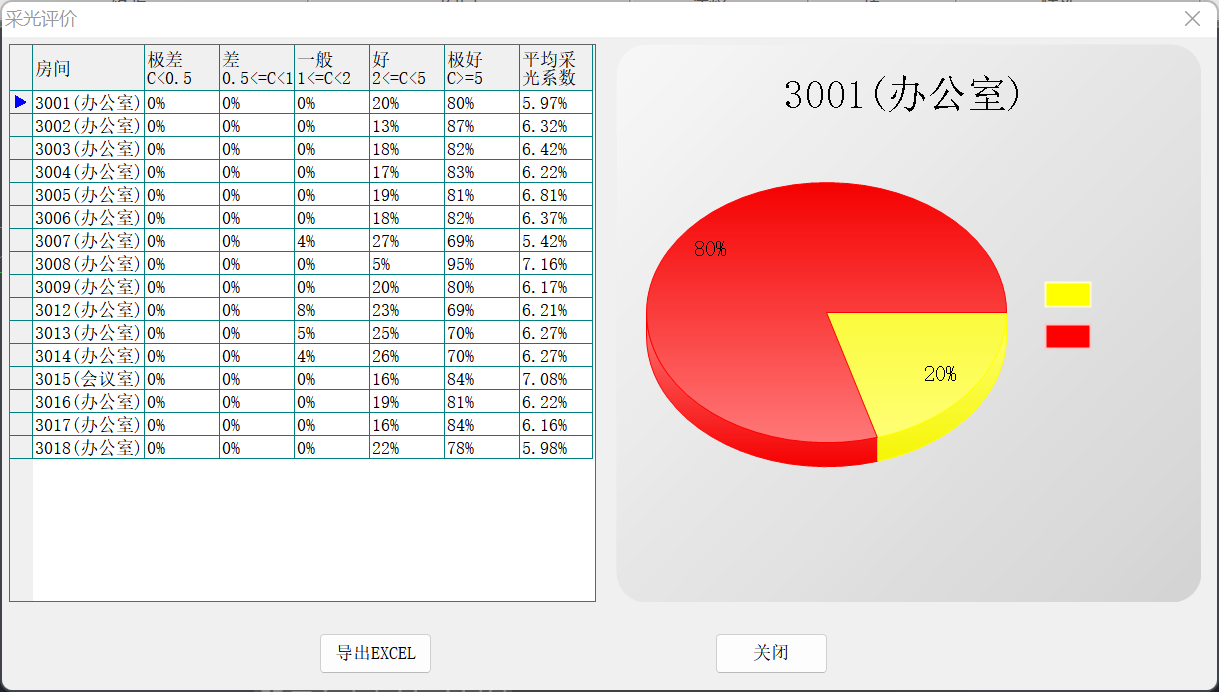 采光评价
房间 极差 C<0.5 差 0.5<=C<1 一般 1<=C<2 好 2<=C<5 极好 C>=5 平均采光系数
3001(办公室) 0% 0% 0% 20% 80% 5.97%
3002(办公室) 0% 0% 0% 13% 87% 6.32%
3003(办公室) 0% 0% 0% 18% 82% 6.42%
3004(办公室) 0% 0% 0% 17% 83% 6.22%
3005(办公室) 0% 0% 0% 19% 81% 6.81%
3006(办公室) 0% 0% 0% 18% 82% 6.37%
3007(办公室) 0% 0% 4% 27% 69% 5.42%
3008(办公室) 0% 0% 0% 5% 95% 7.16%
3009(办公室) 0% 0% 0% 20% 80% 6.17%
3012(办公室) 0% 0% 8% 23% 69% 6.21%
3013(办公室) 0% 0% 5% 25% 70% 6.27%
3014(办公室) 0% 0% 4% 26% 70% 6.27%
3015(会议室) 0% 0% 0% 16% 84% 7.08%
3016(办公室) 0% 0% 0% 19% 81% 6.22%
3017(办公室) 0% 0% 0% 16% 84% 6.16%
3018(办公室) 0% 0% 0% 22% 78% 5.98%
3001(办公室)
80%
20%
导出EXCEL
关闭